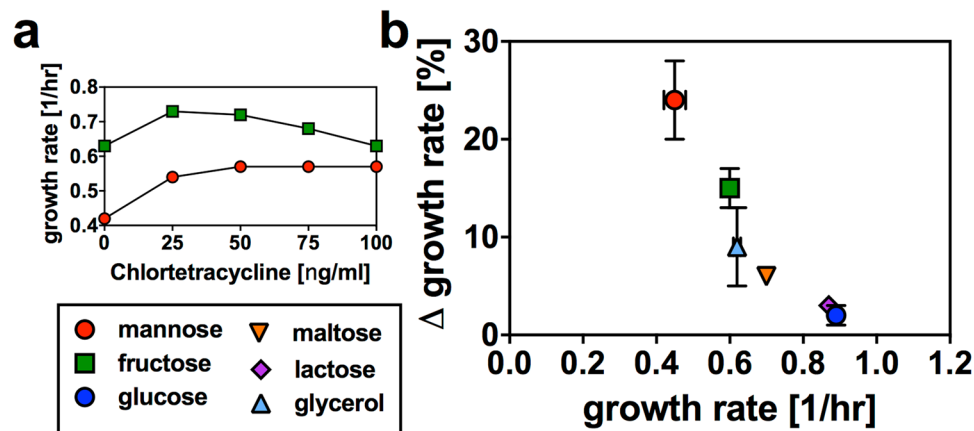 a
growth rate [1/hr]
0.8
0.7
0.6
0.5
0.4
0 25 50 75 100
Chlortetracycline [ng/ml]
mannose
fructose
glucose
maltose
lactose
glycerol
b
Δ growth rate [%]
30
20
10
0
0.0 0.2 0.4 0.6 0.8 1.0 1.2
growth rate [1/hr]